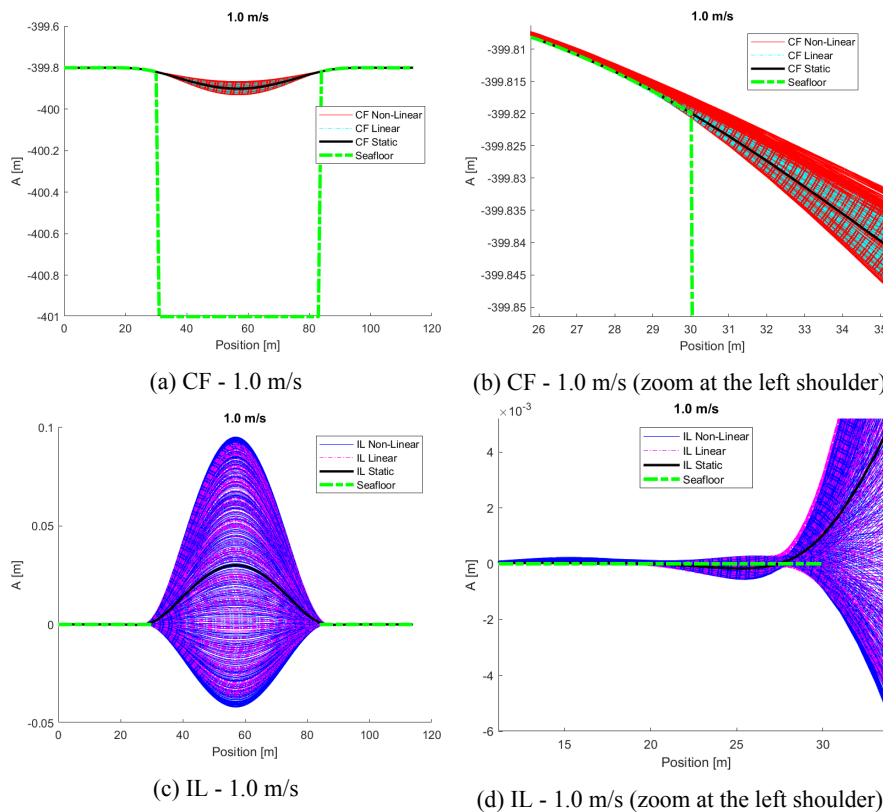 1.0 m/s
-399.6
-399.8
-400
-400.2
-400.4
-400.6
-400.8
-401
A [m]
CF Non-Linear
CF Linear
CF Static
Seafloor
0 20 40 60 80 100 120
Position [m]
(a) CF - 1.0 m/s
1.0 m/s
-399.81
-399.815
-399.82
-399.825
-399.83
-399.835
-399.84
-399.845
-399.85
A [m]
CF Non-Linear
CF Linear
CF Static
Seafloor
26 27 28 29 30 31 32 33 34 35
Position [m]
(b) CF - 1.0 m/s (zoom at the left shoulder)
1.0 m/s
0.1
0.05
0
-0.05
A [m]
IL Non-Linear
IL Linear
IL Static
Seafloor
0 20 40 60 80 100 120
Position [m]
(c) IL - 1.0 m/s
×10⁻³
1.0 m/s
4
2
0
-2
-4
-6
A [m]
IL Non-Linear
IL Linear
IL Static
Seafloor
15 20 25 30
Position [m]
(d) IL - 1.0 m/s (zoom at the left shoulder)